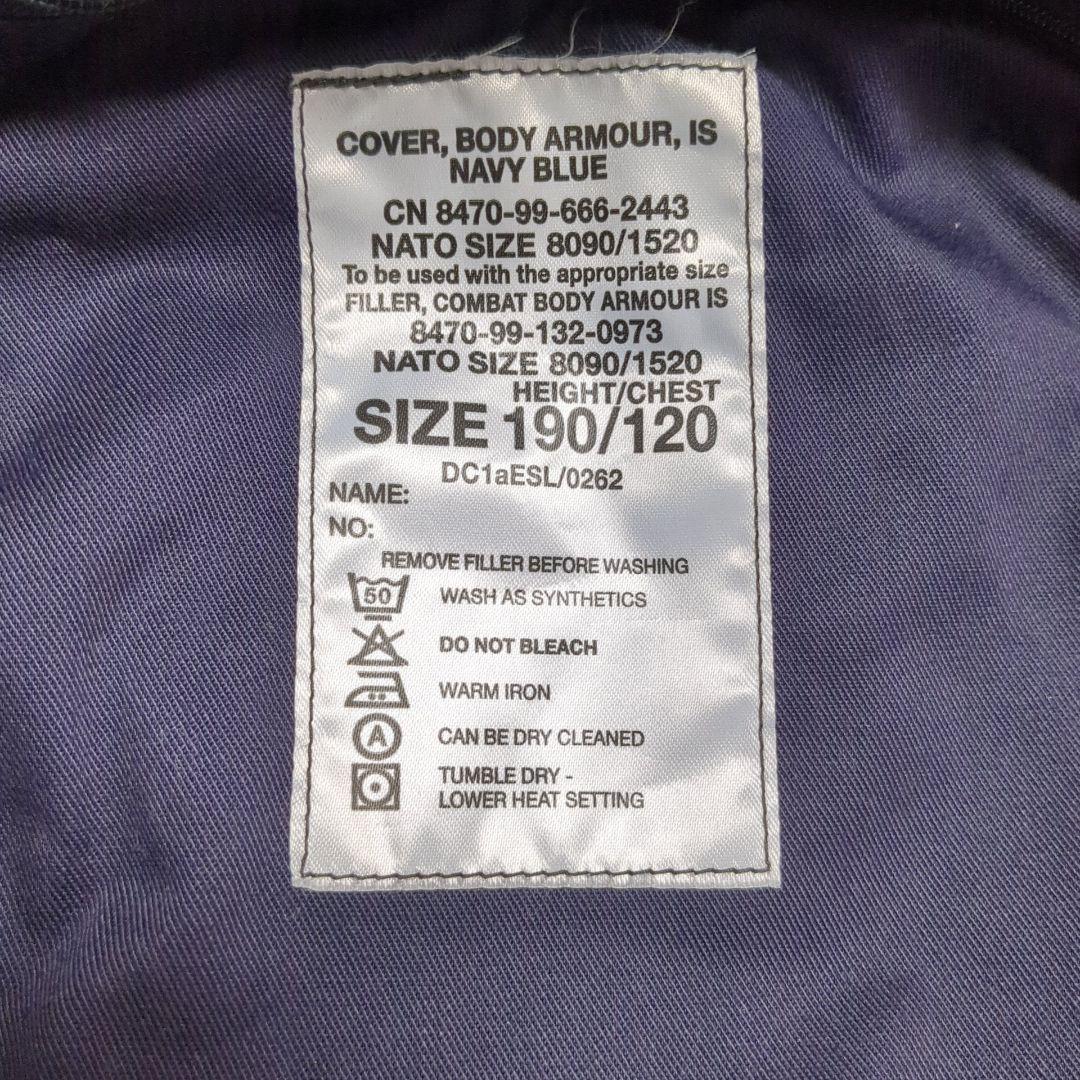 COVER, BODY ARMOUR, IS
NAVY BLUE
CN 8470-99-666-2443
NATO SIZE 8090/1520
To be used with the appropriate size
FILLER, COMBAT BODY ARMOUR IS
8470-99-132-0973
NATO SIZE 8090/1520
HEIGHT/CHEST
SIZE 190/120
DC1aESL/0262
NAME:
NO:
REMOVE FILLER BEFORE WASHING
50 WASH AS SYNTHETICS
DO NOT BLEACH
WARM IRON
A CAN BE DRY CLEANED
TUMBLE DRY -
LOWER HEAT SETTING